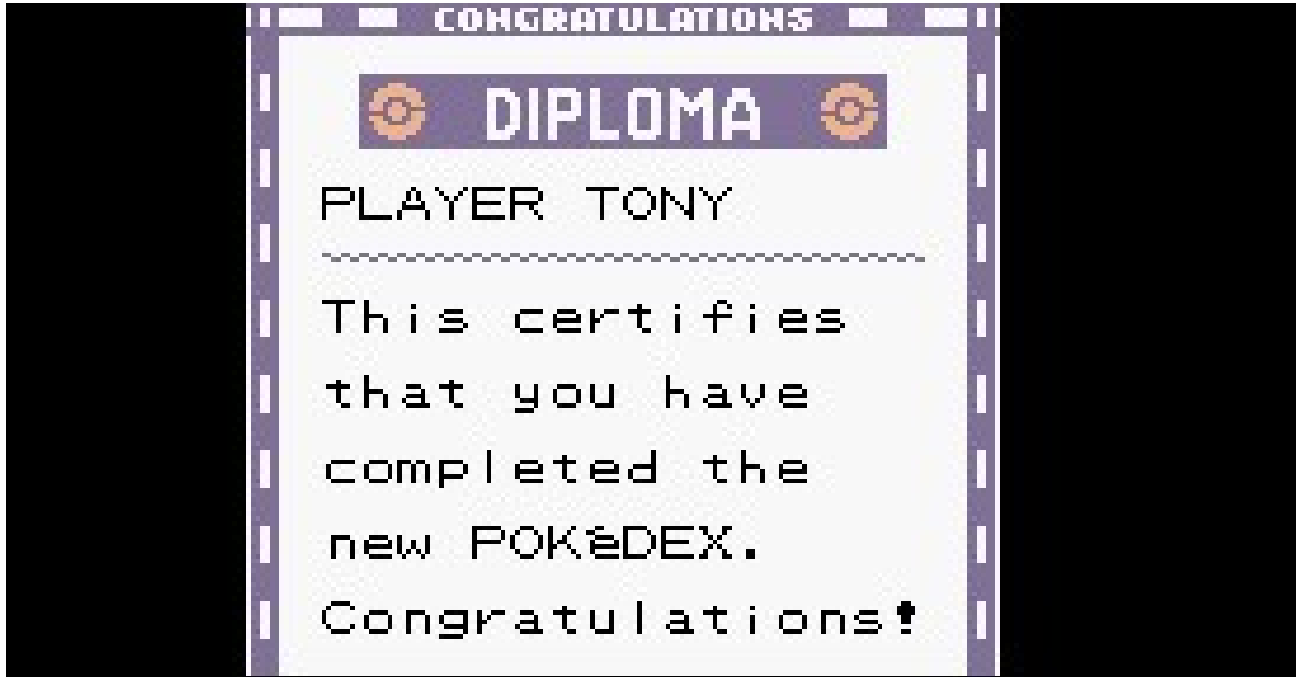 CONGRATULATIONS
DIPLOMA
PLAYER TONY
This certifies
that you have
completed the
new POKéDEX.
Congratulations!